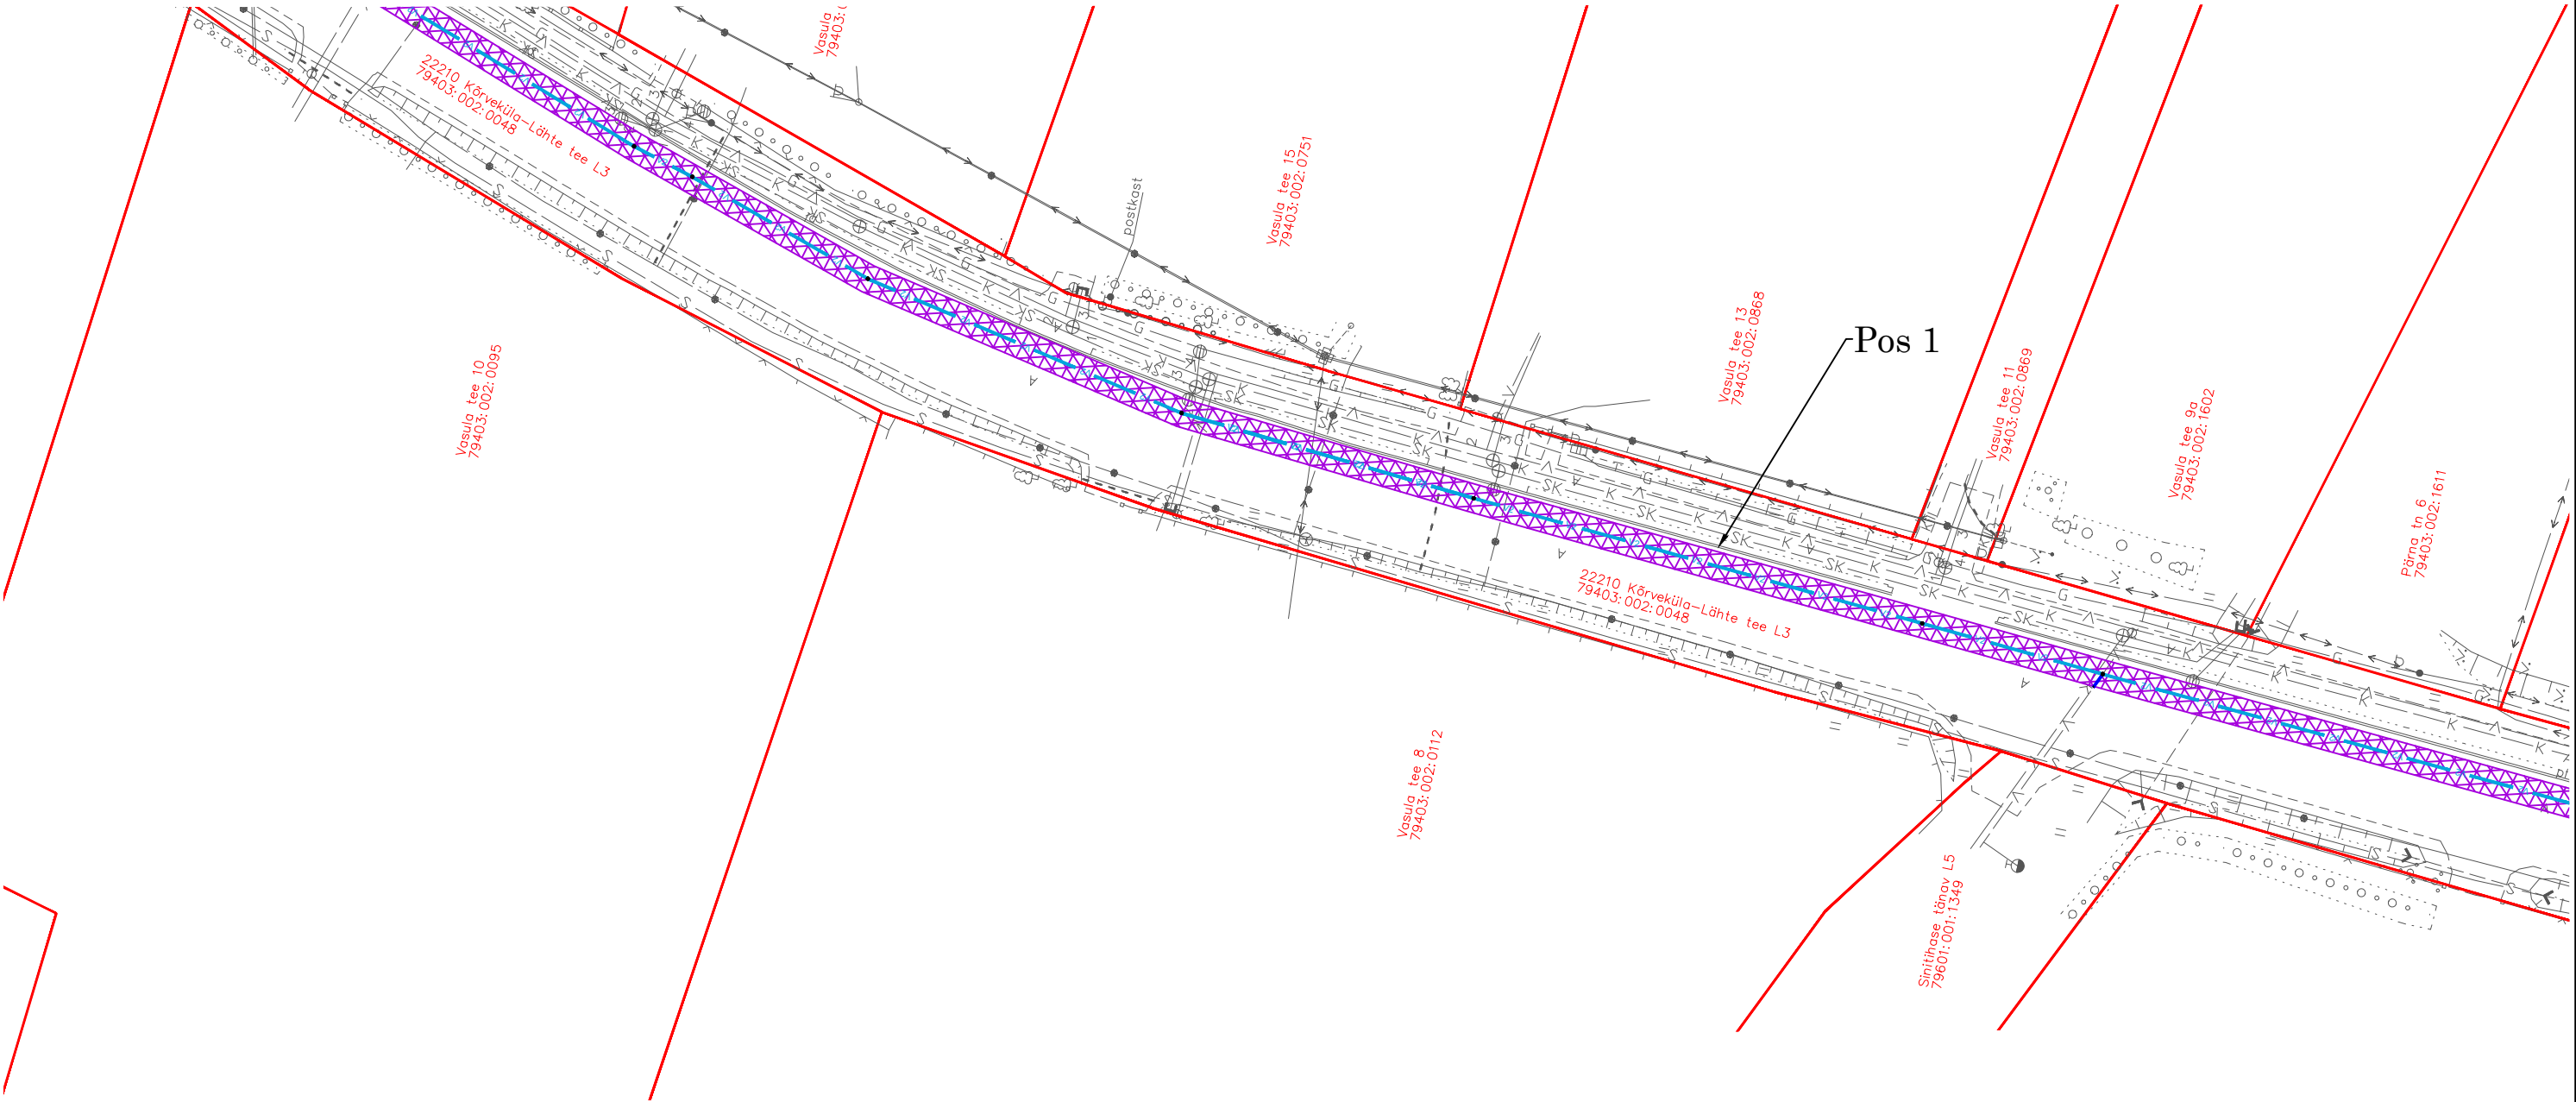 22210 Kõrveküla-Lähte tee L3
79403:002:0048
Vasula
79403:0
postkast
Vasula tee 15
79403:002:0751
Vasula tee 10
79403:002:0095
Vasula tee 13
79403:002:0868
Pos 1
Vasula tee 11
79403:002:0869
Vasula tee 9a
79403:002:1602
Pärna tn 6
79403:002:1611
22210 Kõrveküla-Lähte tee L3
79403:002:0048
Vasula tee 8
79403:002:0112
Sinitihase tänav L5
79601:001:1349